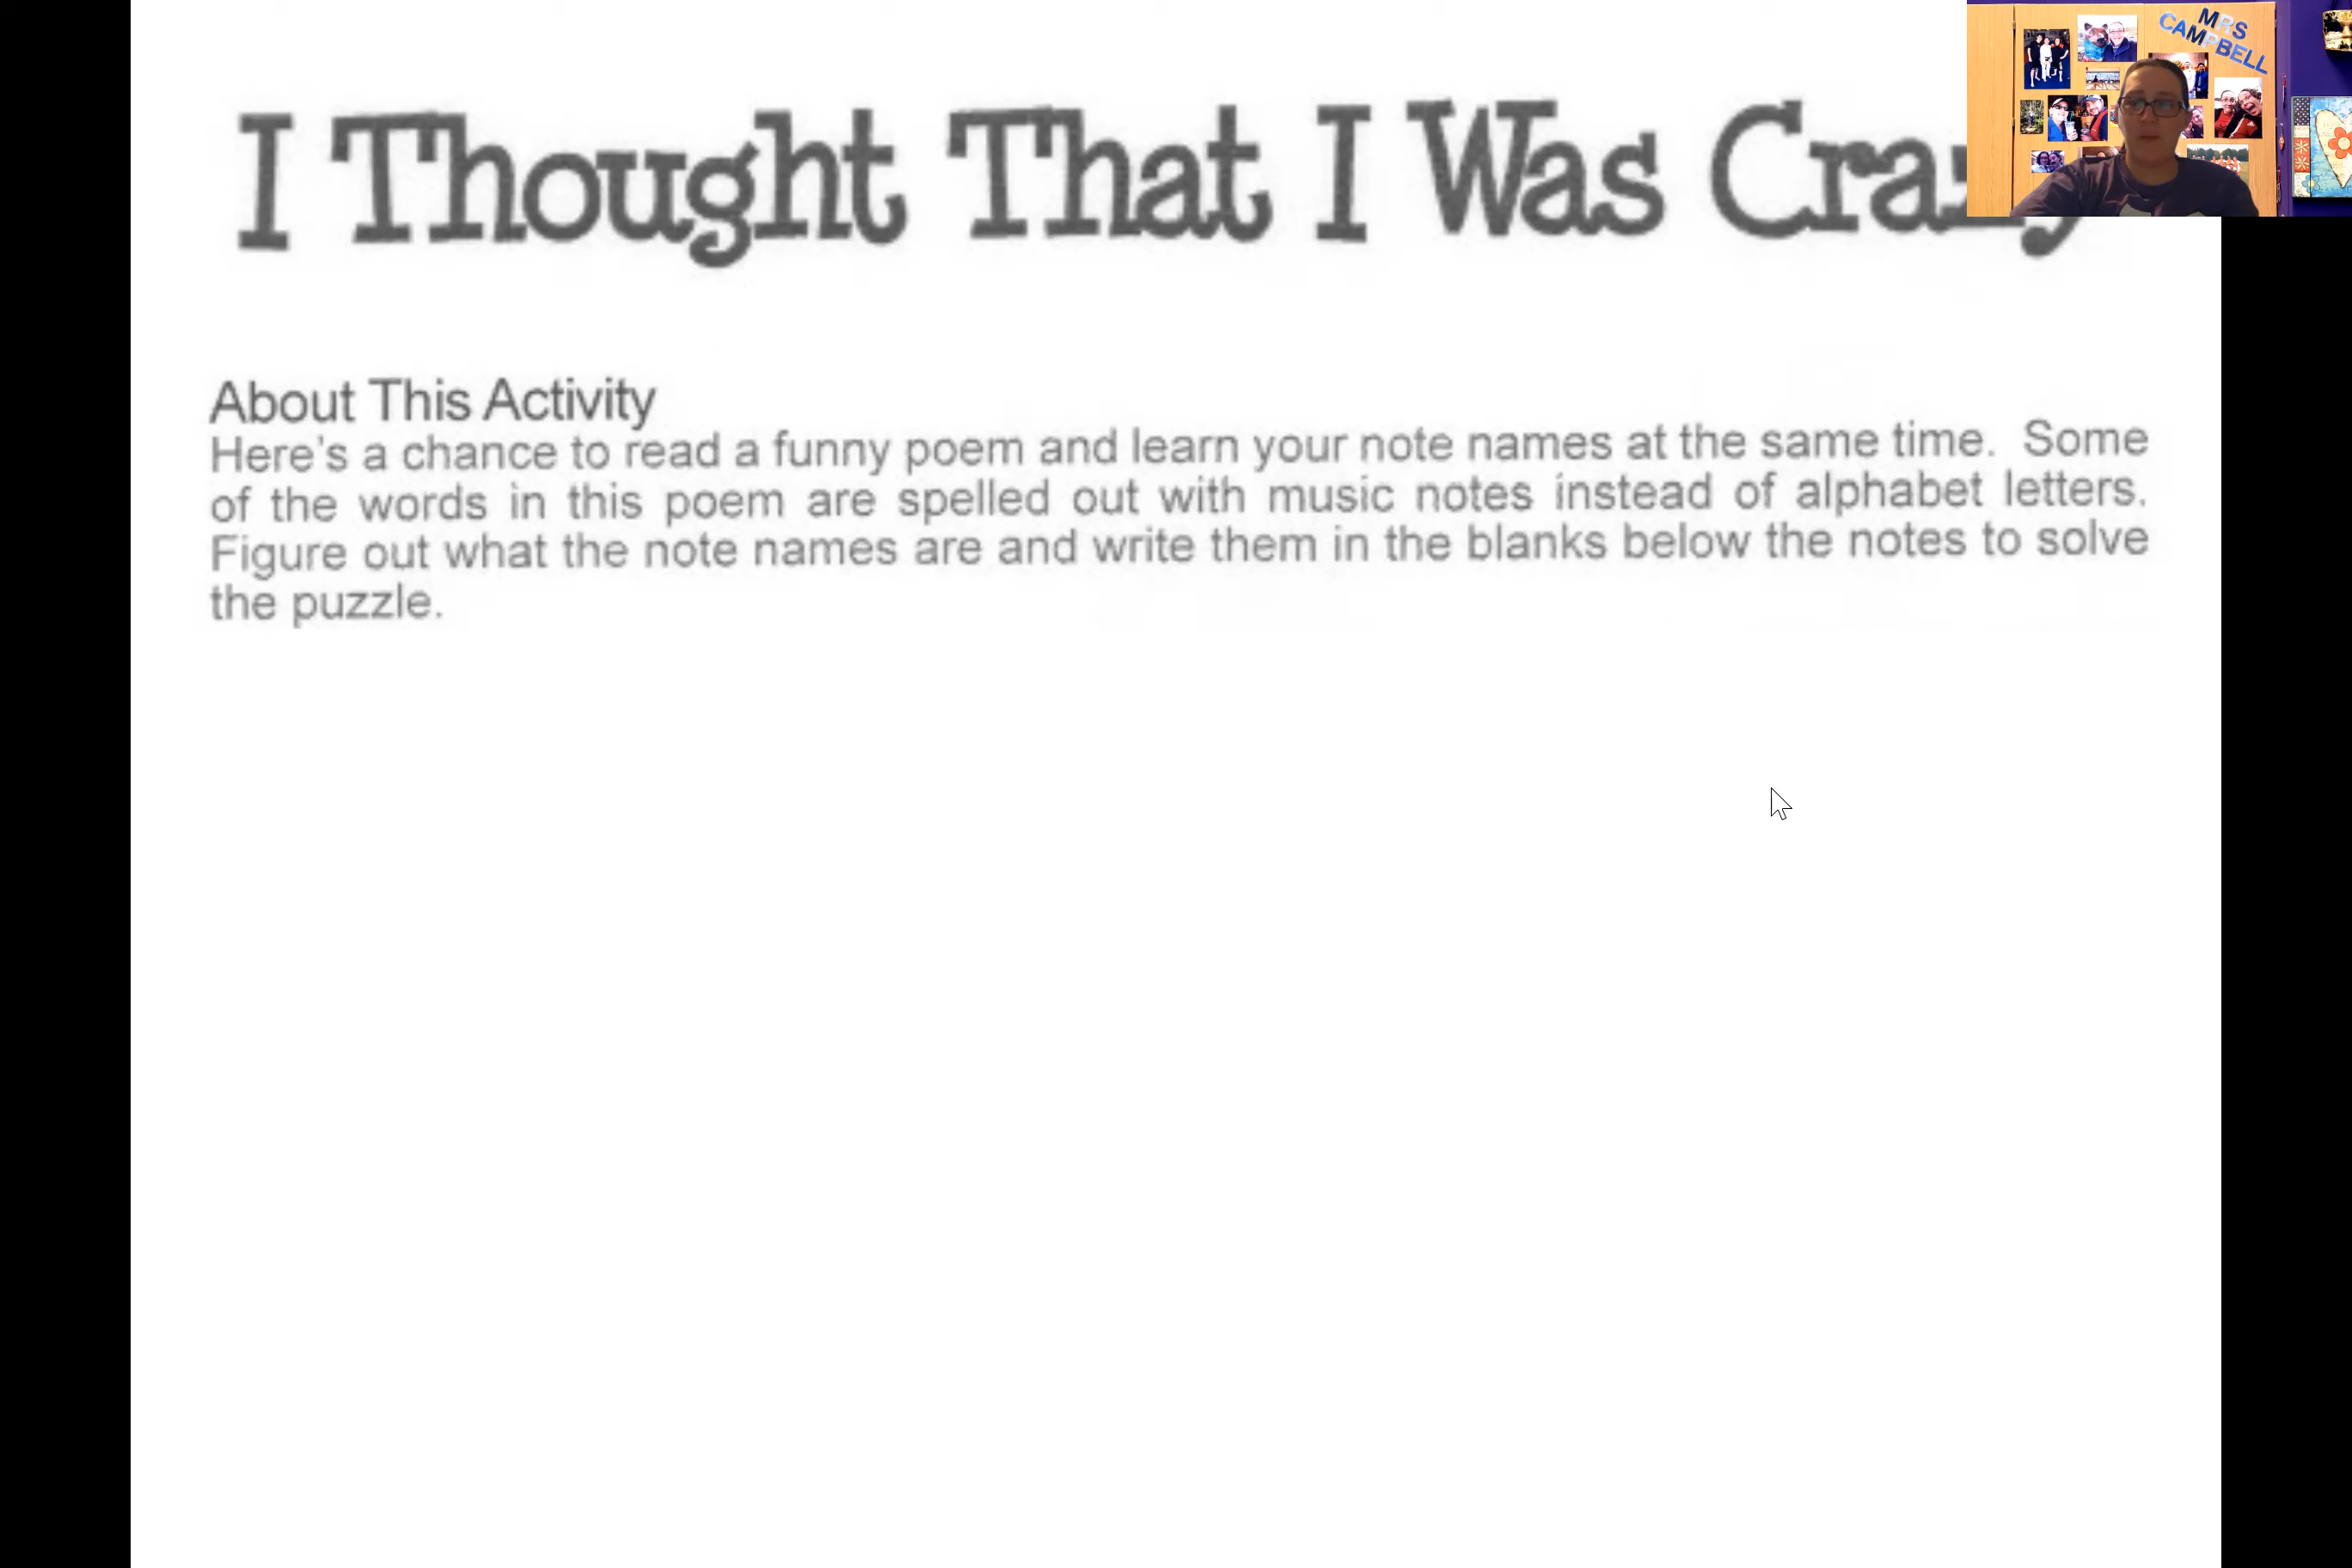 I Thought That I Was Crazy
MRS
CAMPBELL
About This Activity
Here's a chance to read a funny poem and learn your note names at the same time. Some
of the words in this poem are spelled out with music notes instead of alphabet letters.
Figure out what the note names are and write them in the blanks below the notes to solve
the puzzle.